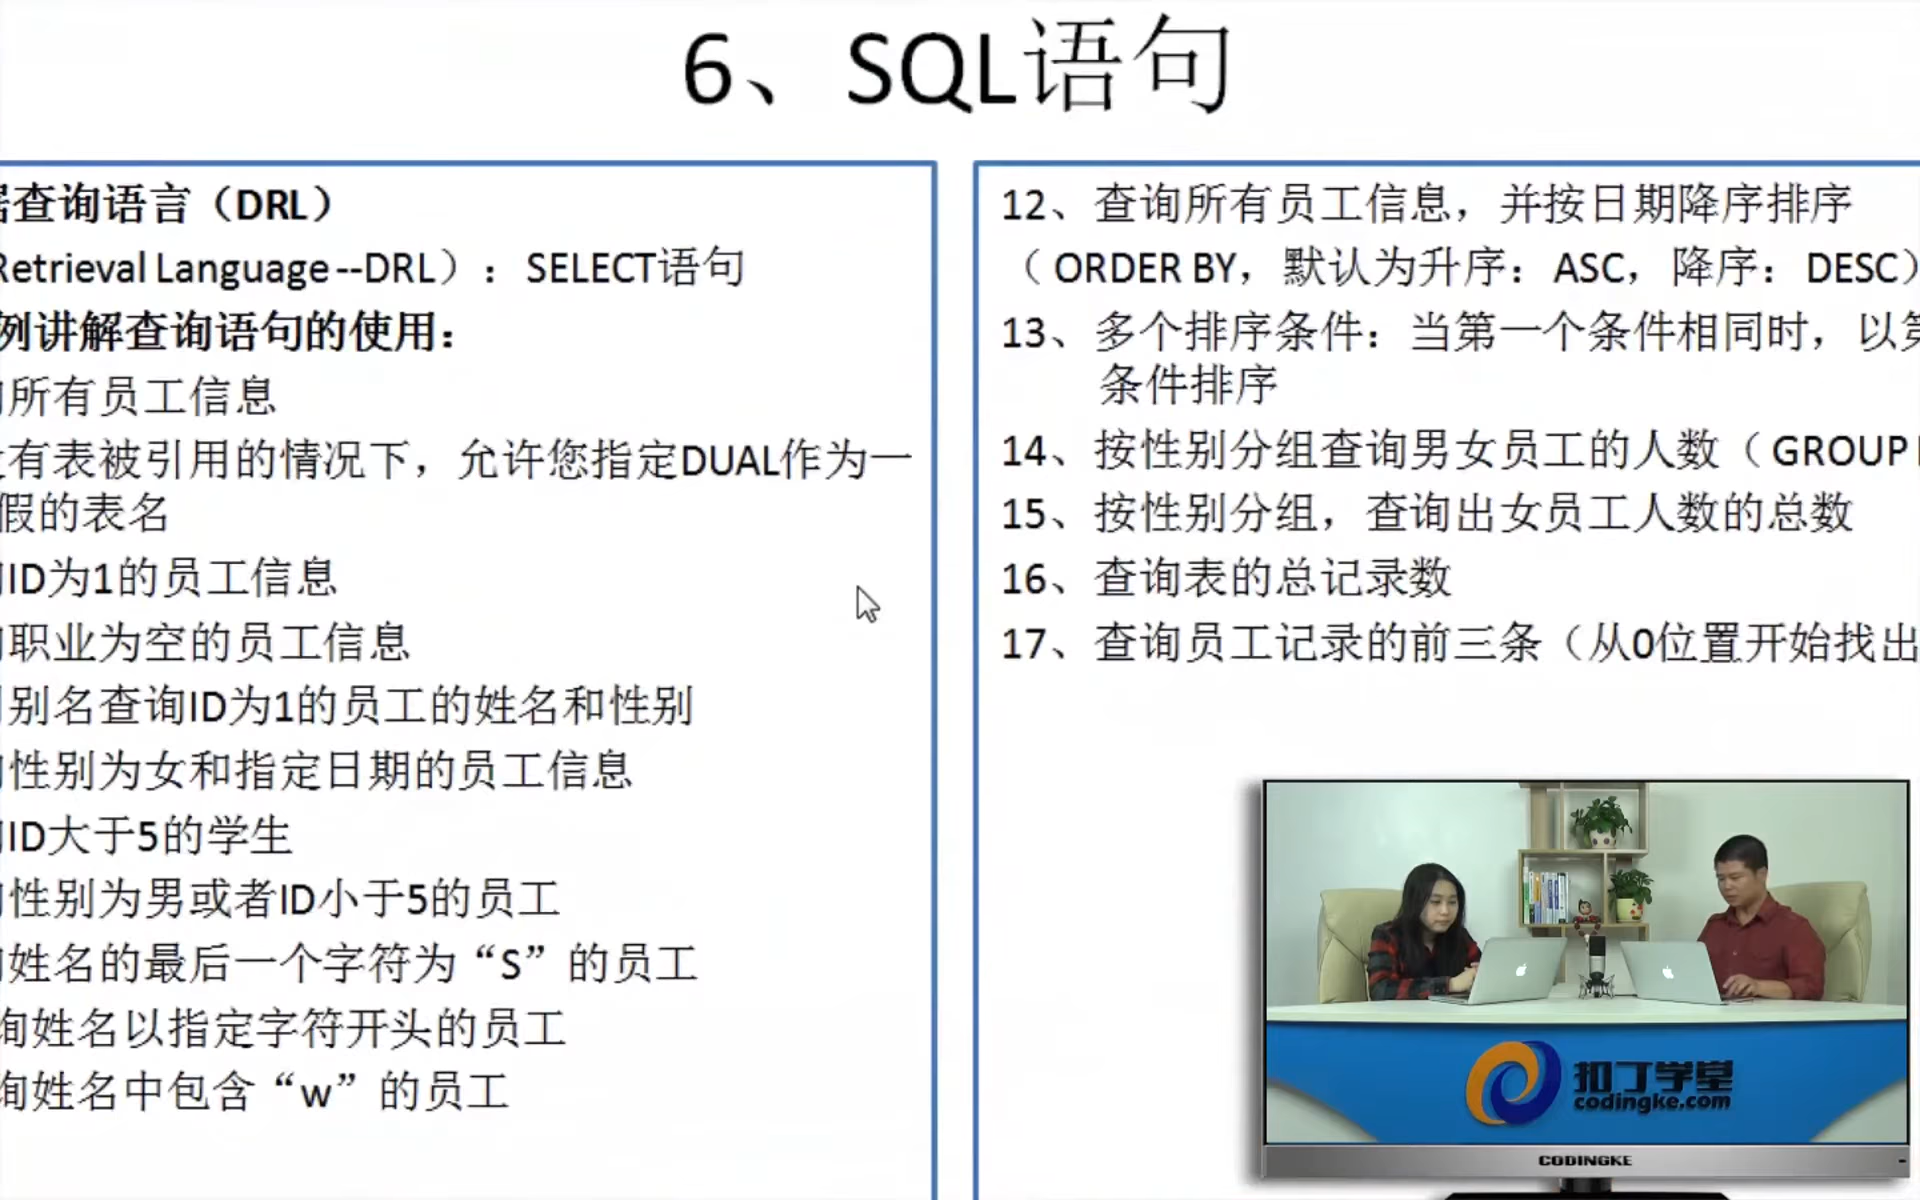 6、SQL语句
查询语言（DRL）
Retrieval Language --DRL）：SELECT语句
例讲解查询语句的使用：
所有员工信息
有表被引用的情况下，允许您指定DUAL作为一
假的表名
ID为1的员工信息
职业为空的员工信息
别名查询ID为1的员工的姓名和性别
性别为女和指定日期的员工信息
ID大于5的学生
性别为男或者ID小于5的员工
姓名的最后一个字符为“S”的员工
询姓名以指定字符开头的员工
询姓名中包含“w”的员工
12、查询所有员工信息，并按日期降序排序
（ORDER BY，默认为升序：ASC，降序：DESC）
13、多个排序条件：当第一个条件相同时，以第
条件排序
14、按性别分组查询男女员工的人数（GROUP
15、按性别分组，查询出女员工人数的总数
16、查询表的总记录数
17、查询员工记录的前三条（从0位置开始找出
扣丁学堂
codingke.com
CODINGKE